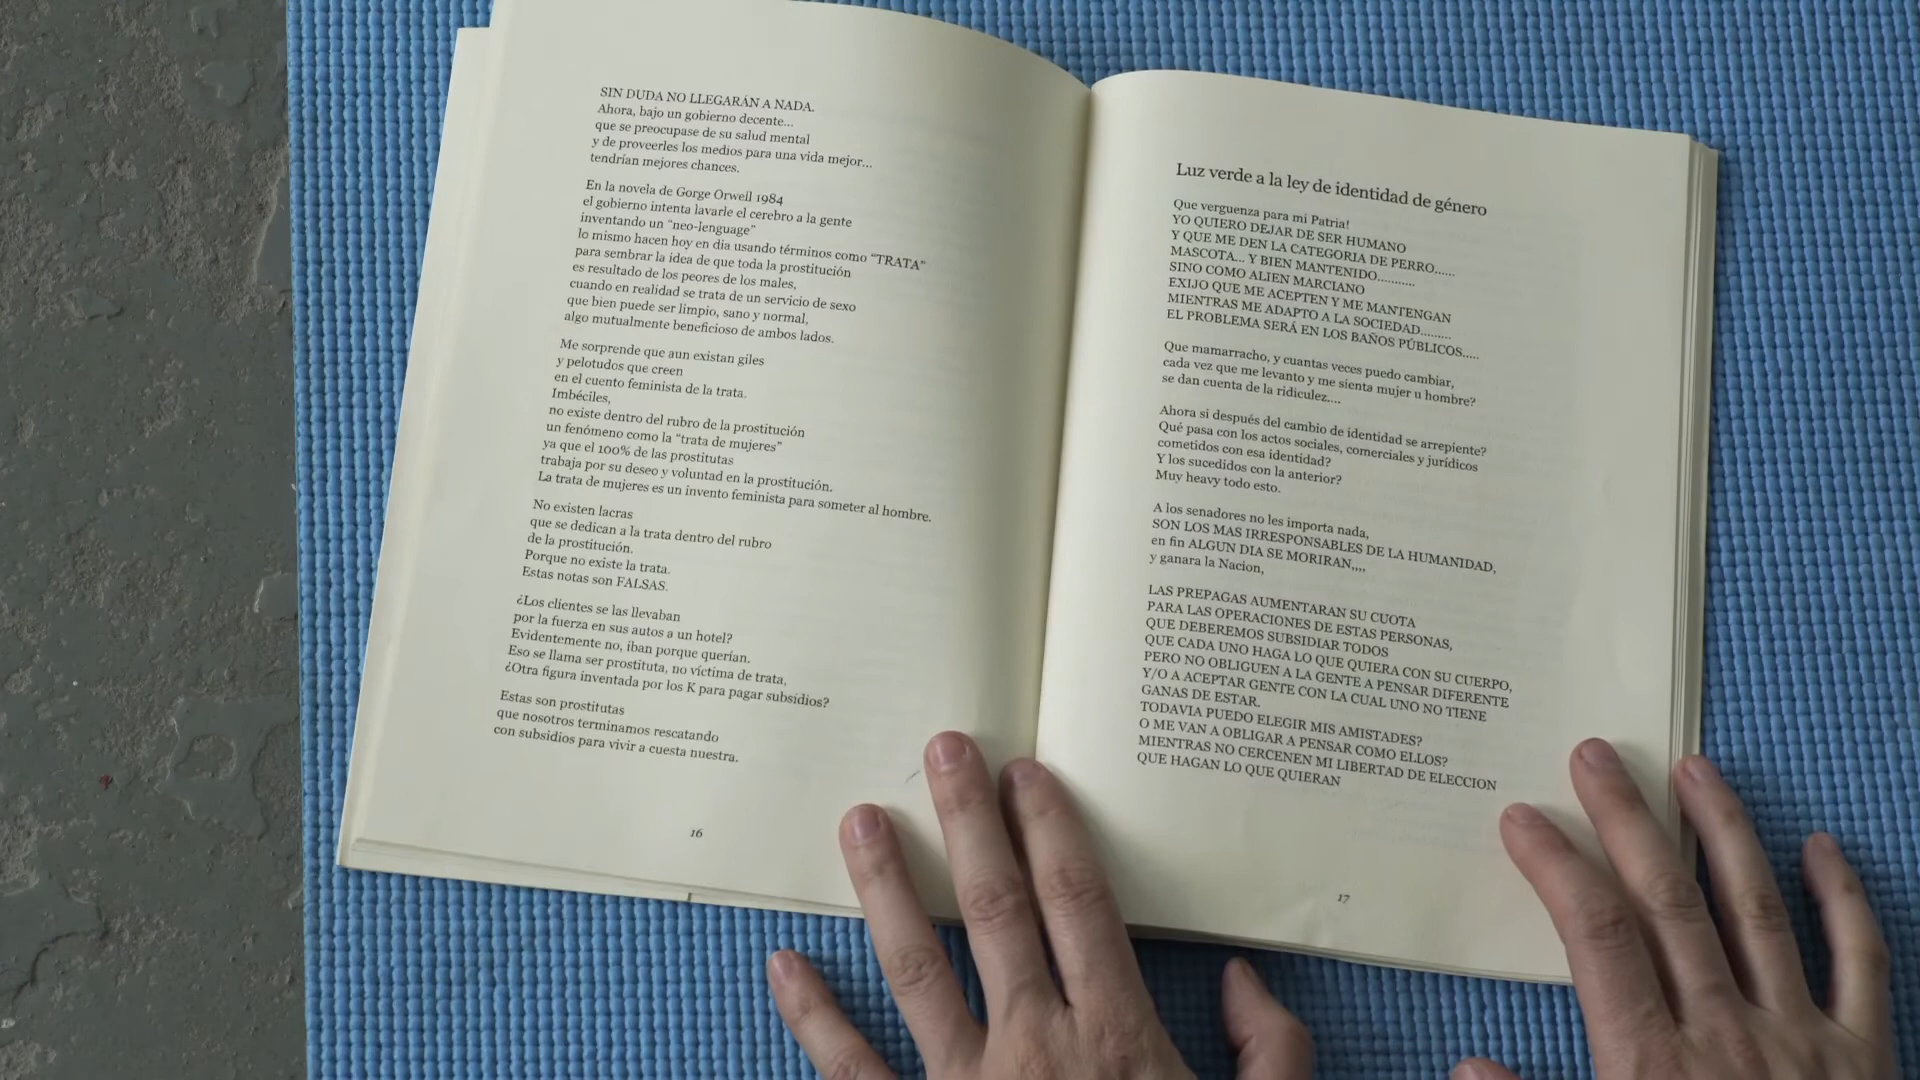 SIN DUDA NO LLEGARÁN A NADA.
Ahora, bajo un gobierno decente...
que se preocupase de su salud mental
y de proveerles los medios para una vida mejor...
tendrían mejores chances.
En la novela de Gorge Orwell 1984
el gobierno intenta lavarle el cerebro a la gente
inventando un "neo-lenguage"
lo mismo hacen hoy en dia usando términos como "TRATA"
para sembrar la idea de que toda la prostitución
es resultado de los peores de los males,
cuando en realidad se trata de un servicio de sexo
que bien puede ser limpio, sano y normal,
algo mutualmente beneficioso de ambos lados.
Me sorprende que aun existan giles
y pelotudos que creen
en el cuento feminista de la trata.
Imbéciles,
no existe dentro del rubro de la prostitución
un fenómeno como la "trata de mujeres"
ya que el 100% de las prostitutas
trabaja por su deseo y voluntad en la prostitución.
La trata de mujeres es un invento feminista para someter al hombre.
No existen lacras
que se dedican a la trata dentro del rubro
de la prostitución.
Porque no existe la trata.
Estas notas son FALSAS.
¿Los clientes se las llevaban
por la fuerza en sus autos a un hotel?
Evidentemente no, iban porque querían.
Eso se llama ser prostituta, no víctima de trata,
¿Otra figura inventada por los K para pagar subsidios?
Estas son prostitutas
que nosotros terminamos rescatando
con subsidios para vivir a cuesta nuestra.
16
Luz verde a la ley de identidad de género
Que verguenza para mi Patria!
YO QUIERO DEJAR DE SER HUMANO
Y QUE ME DEN LA CATEGORIA DE PERRO......
MASCOTA... Y BIEN MANTENIDO...........
SINO COMO ALIEN MARCIANO
EXIJO QUE ME ACEPTEN Y ME MANTENGAN
MIENTRAS ME ADAPTO A LA SOCIEDAD........
EL PROBLEMA SERÁ EN LOS BAÑOS PÚBLICOS.....
Que mamarracho, y cuantas veces puedo cambiar,
cada vez que me levanto y me sienta mujer u hombre?
se dan cuenta de la ridiculez....
Ahora si después del cambio de identidad se arrepiente?
Qué pasa con los actos sociales, comerciales y jurídicos
cometidos con esa identidad?
Y los sucedidos con la anterior?
Muy heavy todo esto.
A los senadores no les importa nada,
SON LOS MAS IRRESPONSABLES DE LA HUMANIDAD,
en fin ALGUN DIA SE MORIRAN,,,,
y ganara la Nacion,
LAS PREPAGAS AUMENTARAN SU CUOTA
PARA LAS OPERACIONES DE ESTAS PERSONAS,
QUE DEBEREMOS SUBSIDIAR TODOS
QUE CADA UNO HAGA LO QUE QUIERA CON SU CUERPO,
PERO NO OBLIGUEN A LA GENTE A PENSAR DIFERENTE
Y/O A ACEPTAR GENTE CON LA CUAL UNO NO TIENE
GANAS DE ESTAR.
TODAVIA PUEDO ELEGIR MIS AMISTADES?
O ME VAN A OBLIGAR A PENSAR COMO ELLOS?
MIENTRAS NO CERCENEN MI LIBERTAD DE ELECCION
QUE HAGAN LO QUE QUIERAN
17